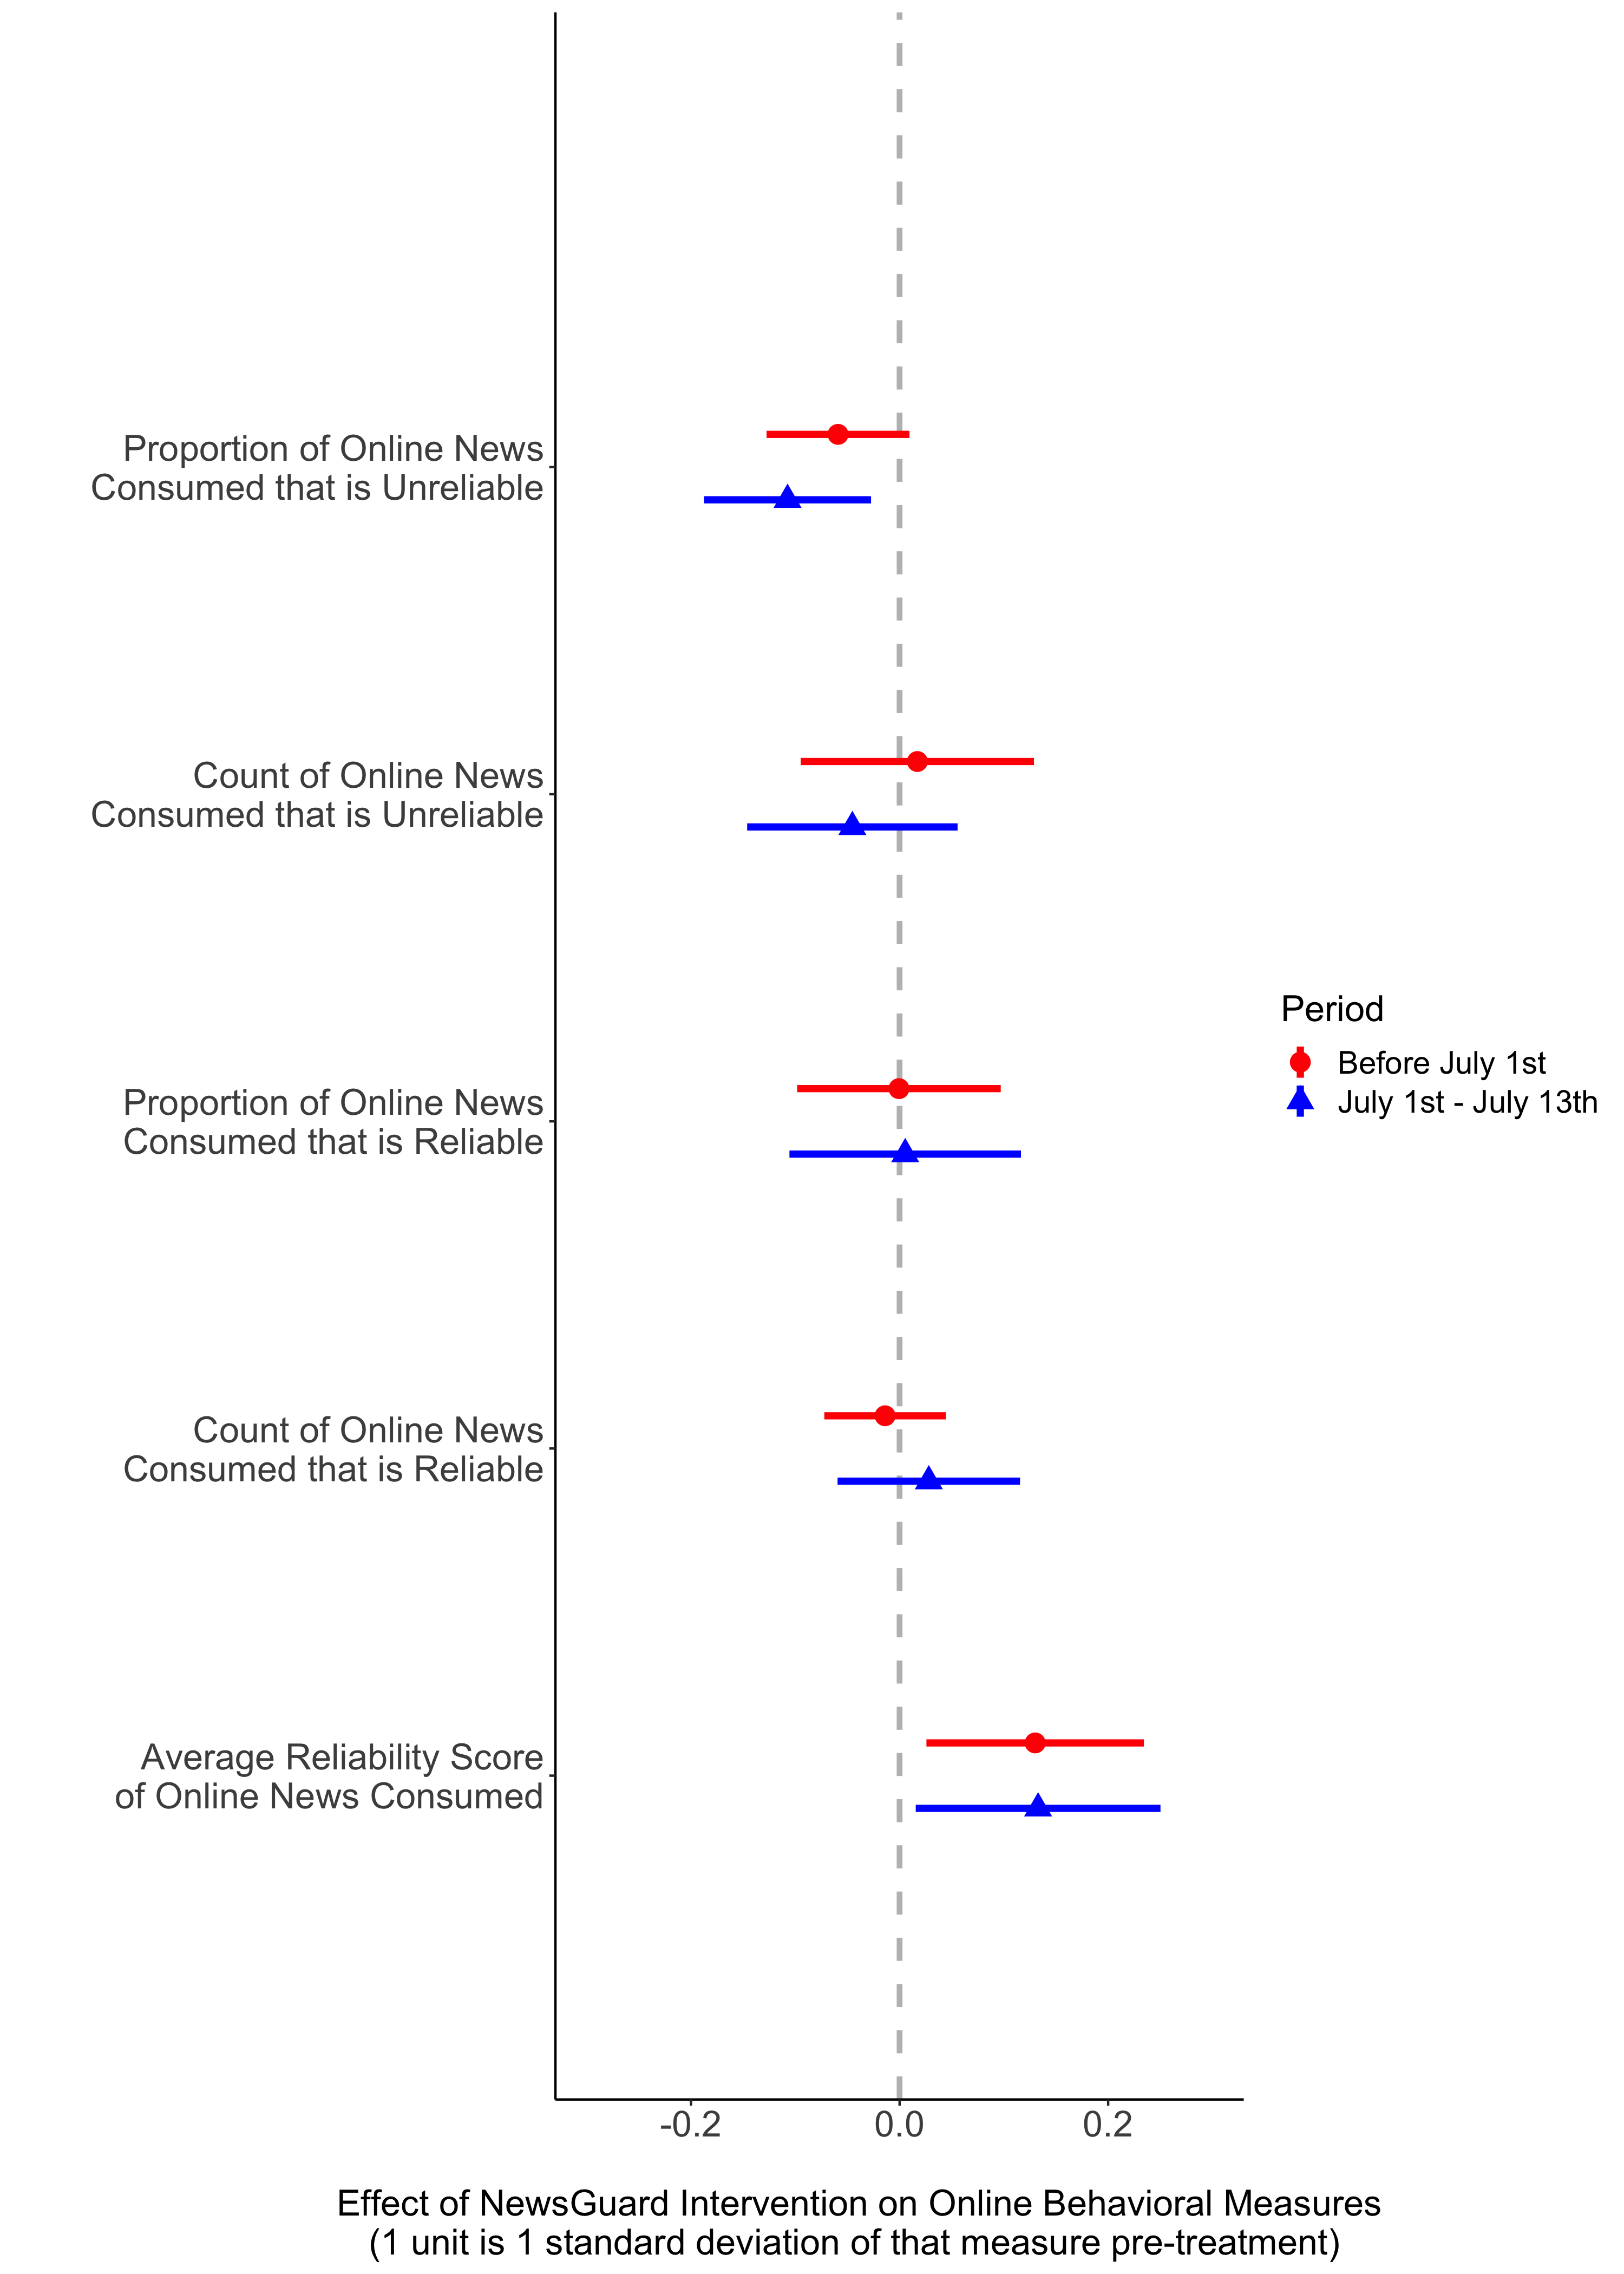 Proportion of Online News
Consumed that is Unreliable
Count of Online News
Consumed that is Unreliable
Proportion of Online News
Consumed that is Reliable
Count of Online News
Consumed that is Reliable
Average Reliability Score
of Online News Consumed
Period
Before July 1st
July 1st - July 13th
-0.2 0.0 0.2
Effect of NewsGuard Intervention on Online Behavioral Measures
(1 unit is 1 standard deviation of that measure pre-treatment)